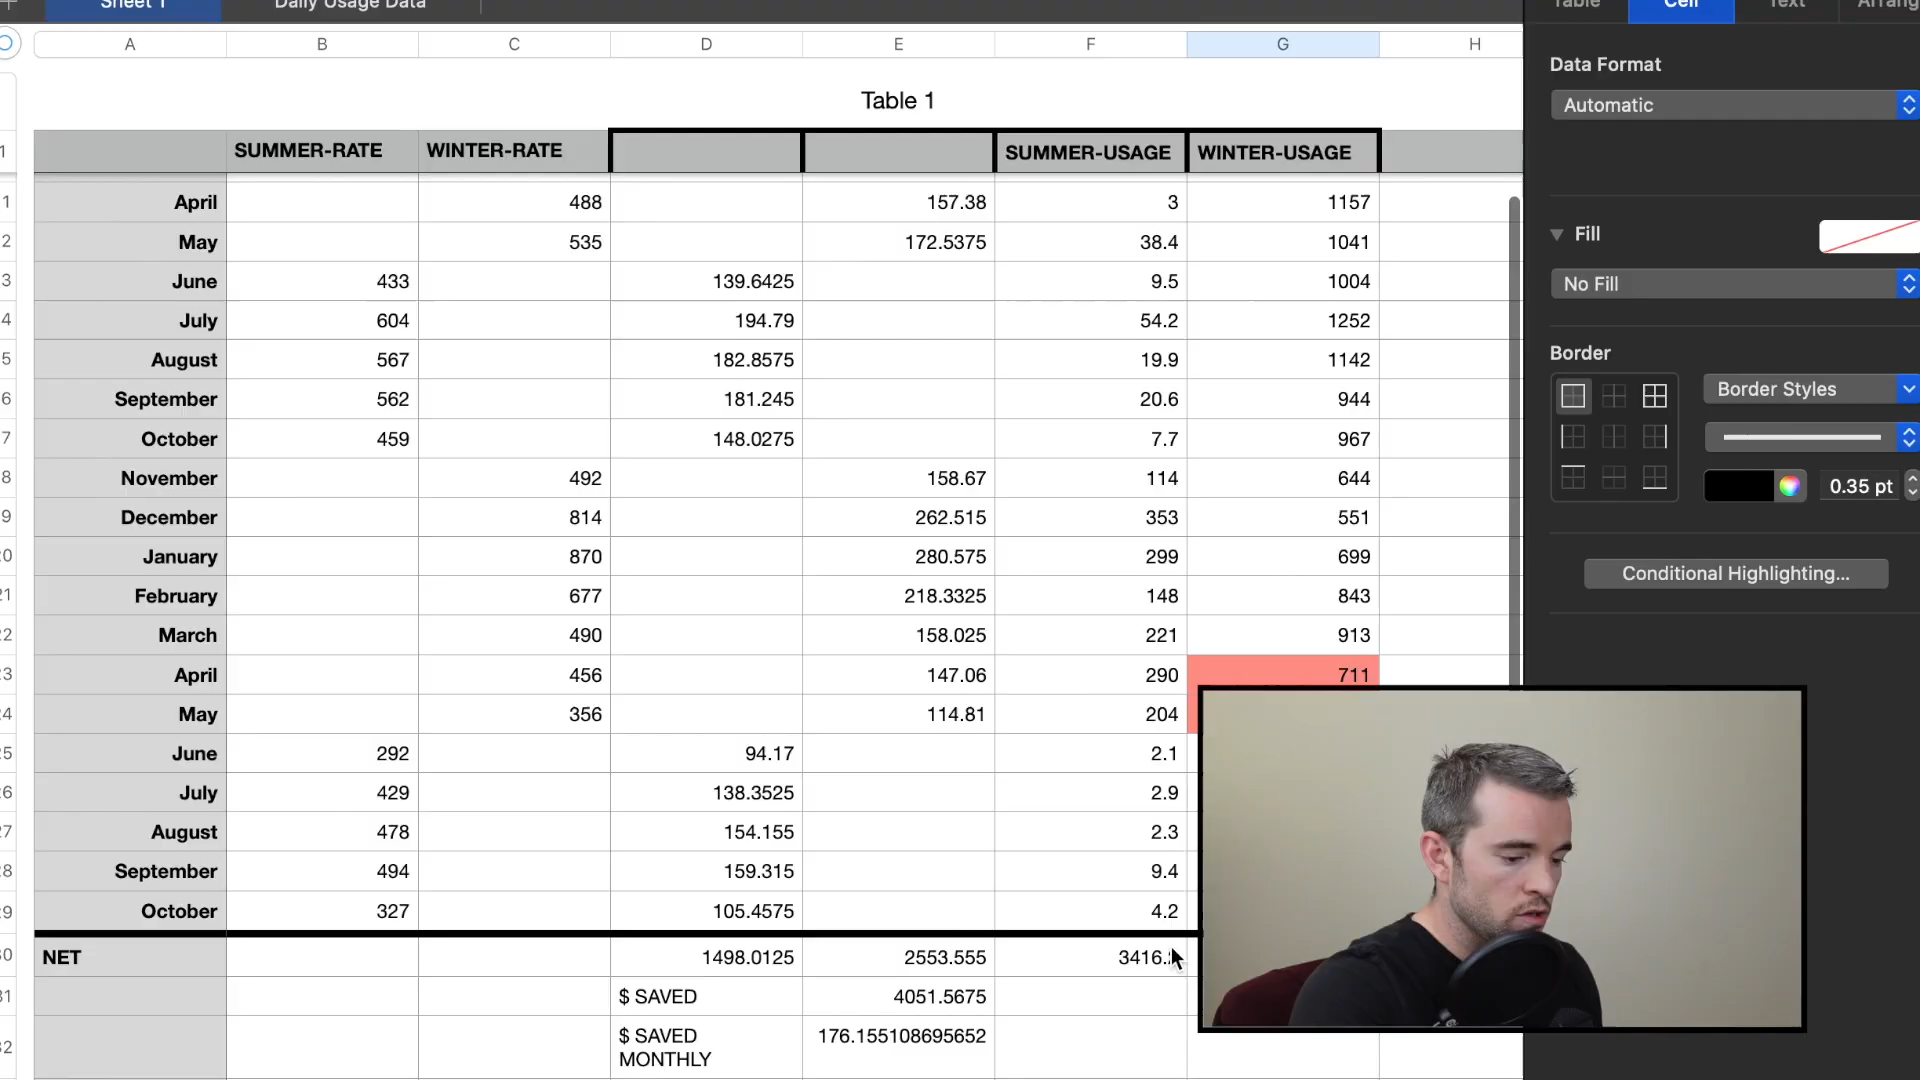 Sheet 1 Daily Usage Data Table Cell Text
A B C D E F G H
Data Format
Automatic
Table 1
SUMMER-RATE WINTER-RATE SUMMER-USAGE WINTER-USAGE
April 488 157.38 3 1157
May 535 172.5375 38.4 1041
June 433 139.6425 9.5 1004
July 604 194.79 54.2 1252
August 567 182.8575 19.9 1142
September 562 181.245 20.6 944
October 459 148.0275 7.7 967
November 492 158.67 114 644
December 814 262.515 353 551
January 870 280.575 299 699
February 677 218.3325 148 843
March 490 158.025 221 913
April 456 147.06 290 711
May 356 114.81 204
June 292 94.17 2.1
July 429 138.3525 2.9
August 478 154.155 2.3
September 494 159.315 9.4
October 327 105.4575 4.2
NET 1498.0125 2553.555 3416.
$ SAVED 4051.5675
$ SAVED 176.155108695652
MONTHLY
Fill
No Fill
Border
Border Styles
0.35 pt
Conditional Highlighting...